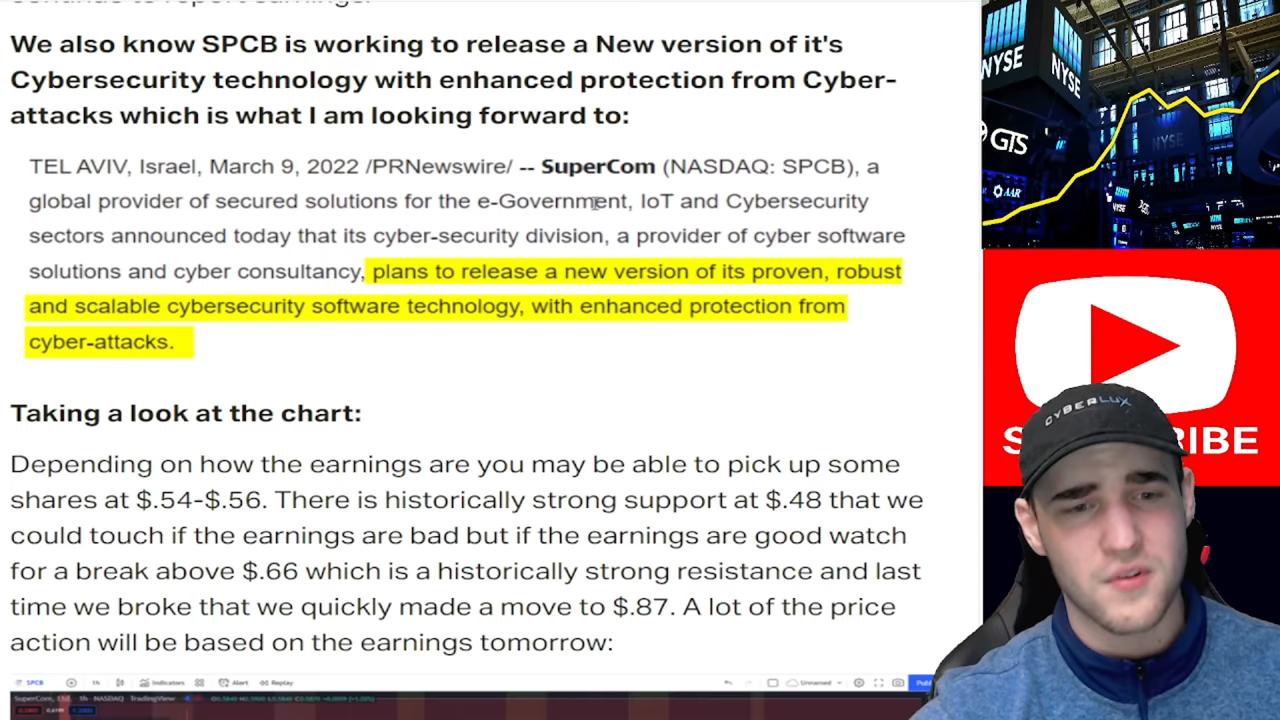 We also know SPCB is working to release a New version of it's
Cybersecurity technology with enhanced protection from Cyber-
attacks which is what I am looking forward to:
TEL AVIV, Israel, March 9, 2022 /PRNewswire/ -- SuperCom (NASDAQ: SPCB), a
global provider of secured solutions for the e-Government, IoT and Cybersecurity
sectors announced today that its cyber-security division, a provider of cyber software
solutions and cyber consultancy, plans to release a new version of its proven, robust
and scalable cybersecurity software technology, with enhanced protection from
cyber-attacks.
Taking a look at the chart:
Depending on how the earnings are you may be able to pick up some
shares at $.54-$.56. There is historically strong support at $.48 that we
could touch if the earnings are bad but if the earnings are good watch
for a break above $.66 which is a historically strong resistance and last
time we broke that we quickly made a move to $.87. A lot of the price
action will be based on the earnings tomorrow:
SPCB 1h Indicators Alert Replay Unnamed
NYSE
NYSE
NYSE
GTS
AAR
CYBERLUX